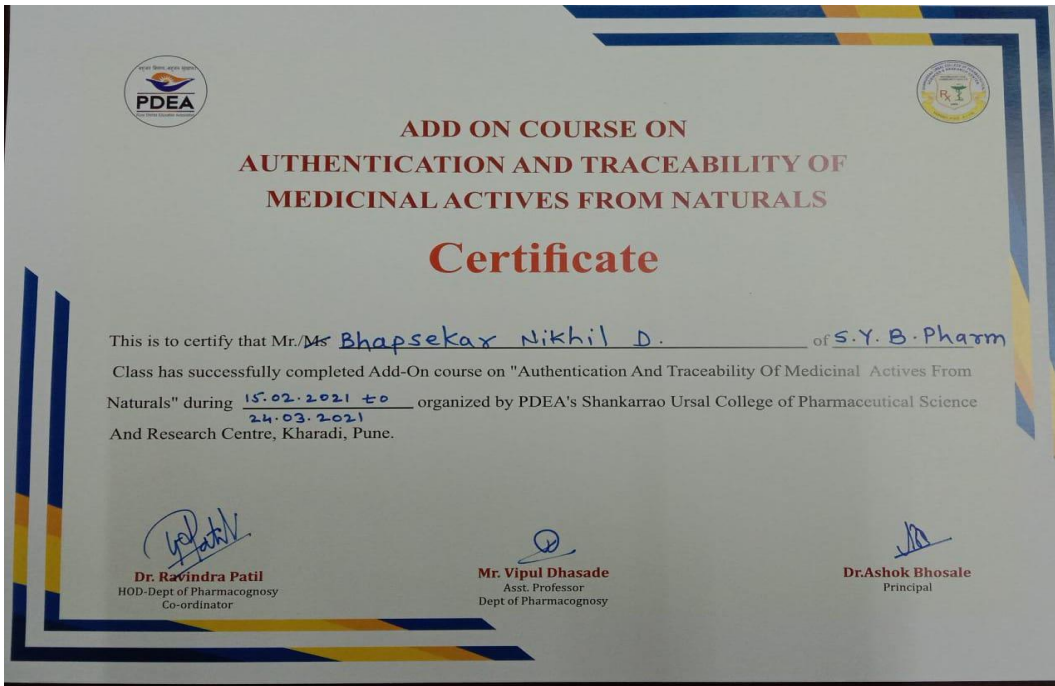 PDEA
ADD ON COURSE ON
AUTHENTICATION AND TRACEABILITY OF
MEDICINAL ACTIVES FROM NATURALS
Certificate
This is to certify that Mr./Ms Bhapsekar Nikhil D. of S.Y. B. Pharm
Class has successfully completed Add-On course on "Authentication And Traceability Of Medicinal Actives From
Naturals" during 15.02.2021 to organized by PDEA's Shankarrao Ursal College of Pharmaceutical Science
24.03.2021
And Research Centre, Kharadi, Pune.
Dr. Ravindra Patil
HOD-Dept of Pharmacognosy
Co-ordinator
Mr. Vipul Dhasade
Asst. Professor
Dept of Pharmacognosy
Dr.Ashok Bhosale
Principal